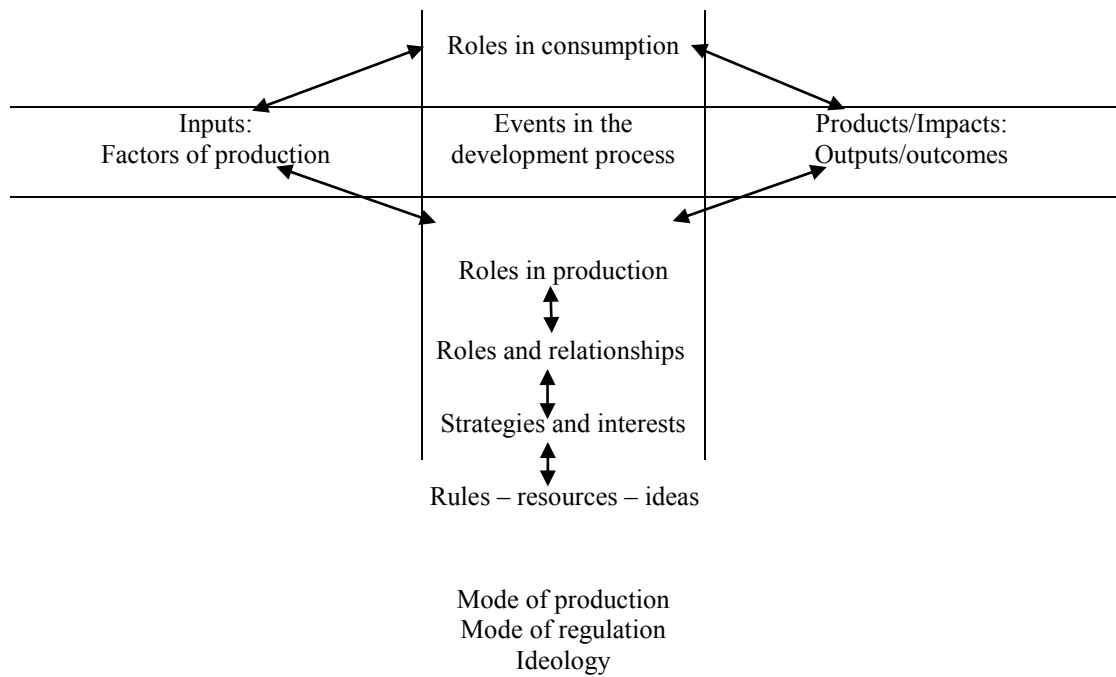 Roles in consumption
Inputs:
Factors of production
Events in the
development process
Products/Impacts:
Outputs/outcomes
Roles in production
Roles and relationships
Strategies and interests
Rules – resources – ideas
Mode of production
Mode of regulation
Ideology